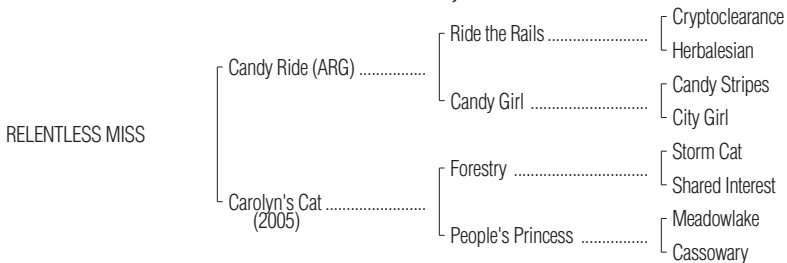 Cryptoclearance
Ride the Rails ........................
Herbalesian
Candy Ride (ARG) ................
Candy Stripes
Candy Girl ............................
City Girl
RELENTLESS MISS
Storm Cat
Forestry ................................
Shared Interest
Carolyn's Cat ........................
(2005)
Meadowlake
People's Princess ................
Cassowary